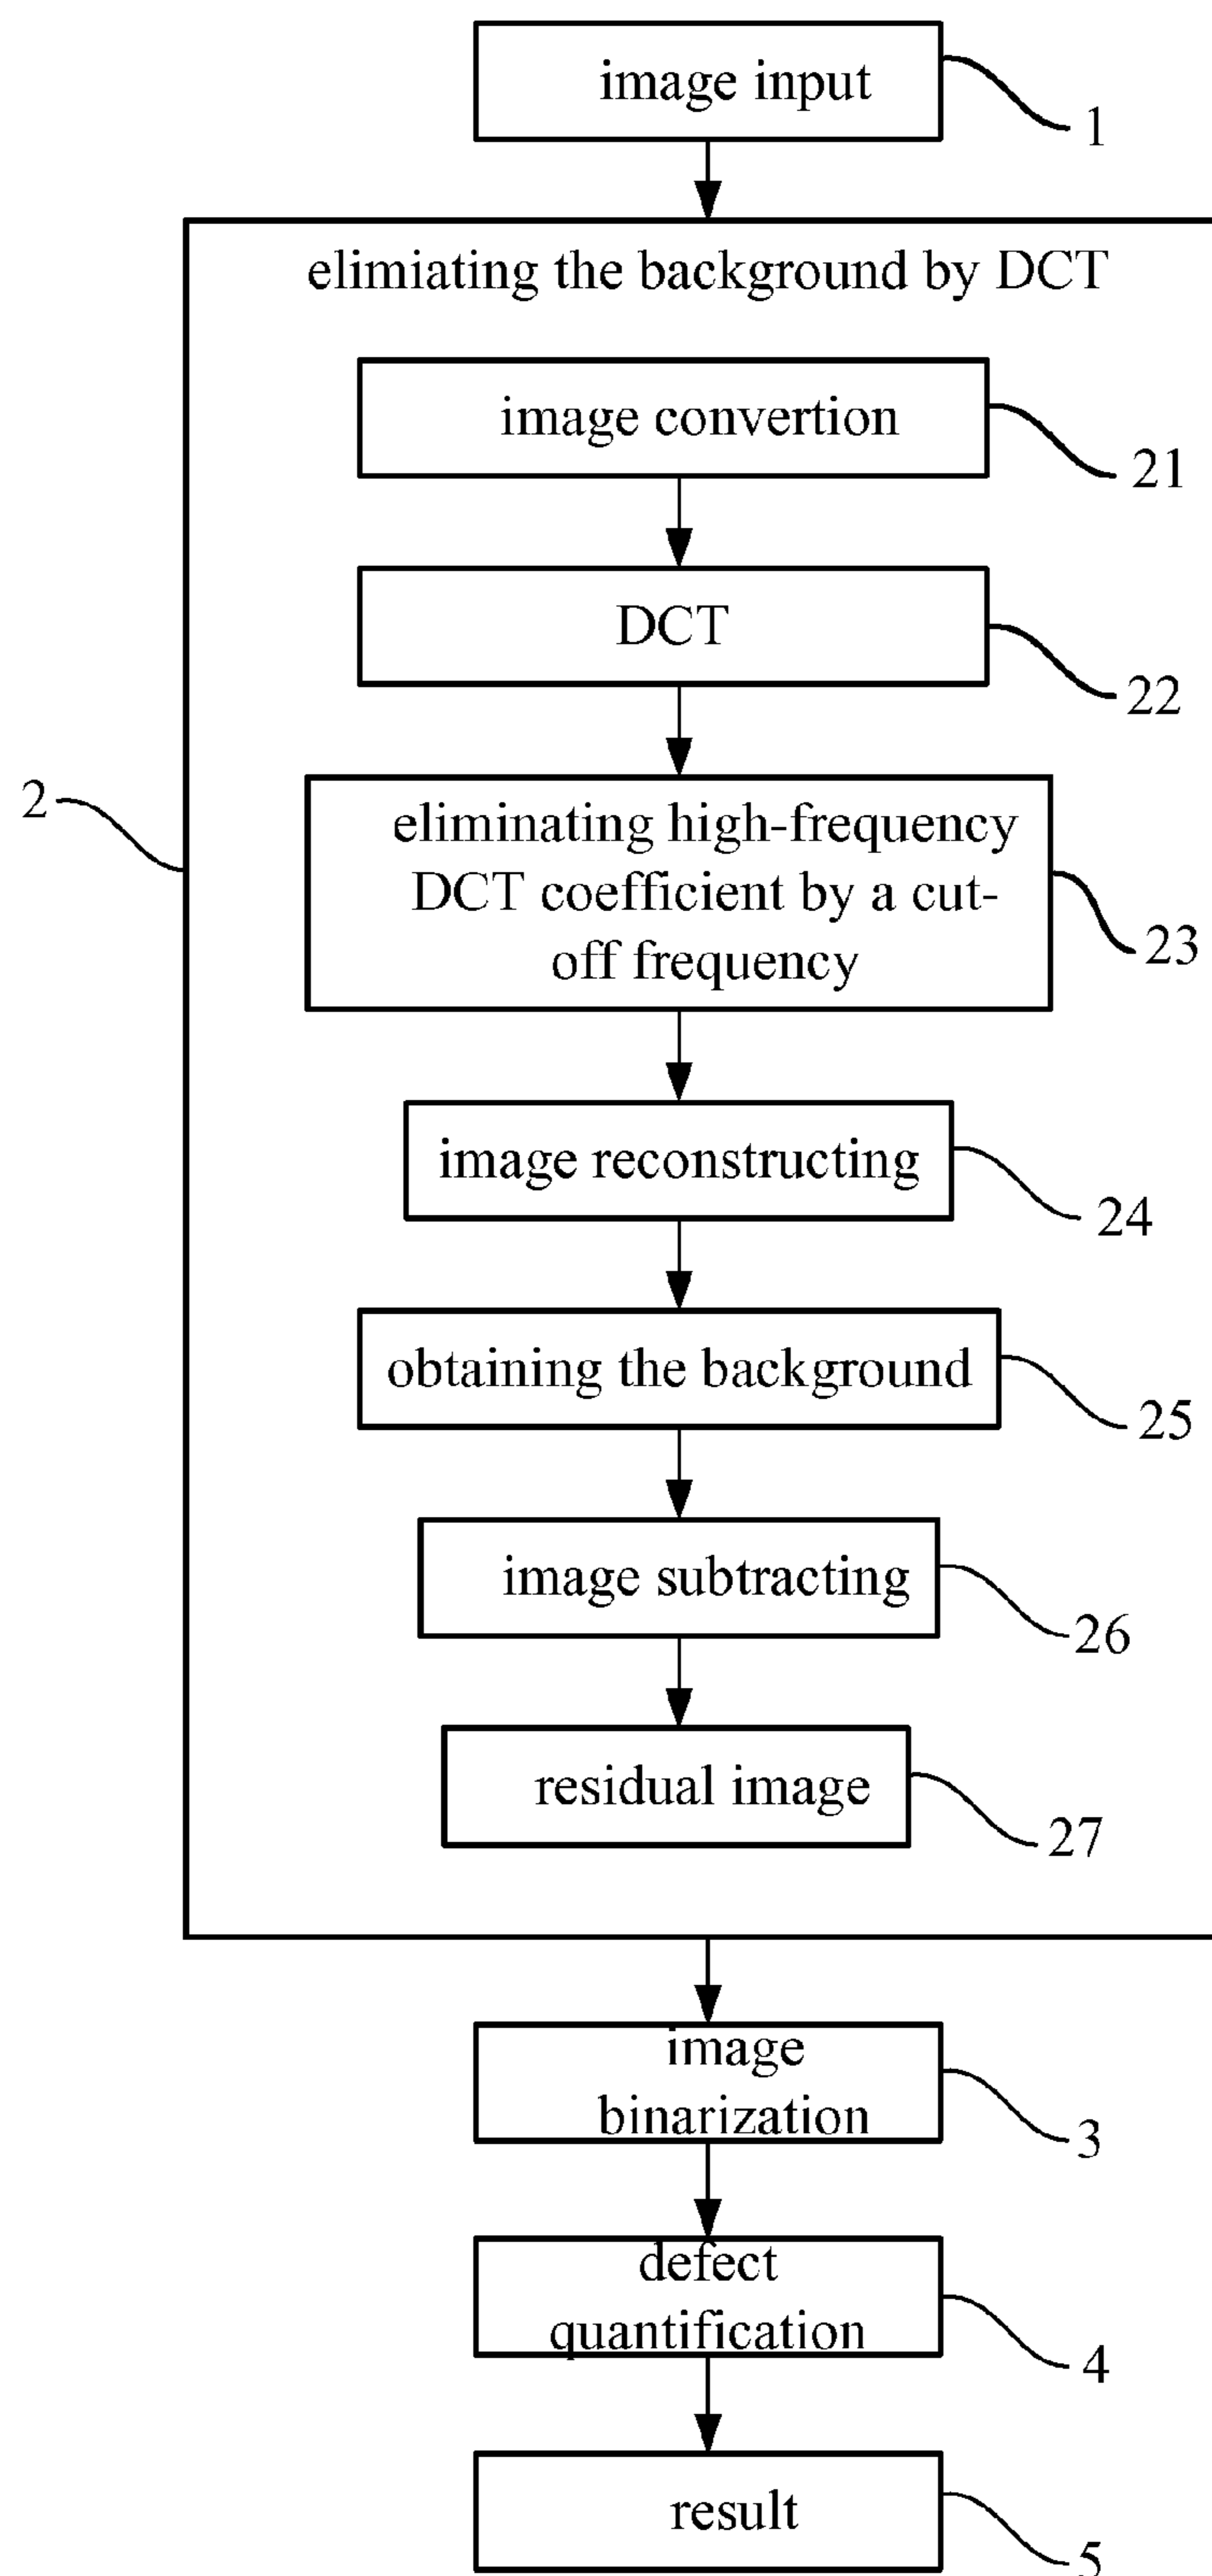 image input
1
elimiating the background by DCT
image convertion
21
DCT
22
2
eliminating high-frequency
DCT coefficient by a cut-
off frequency
23
image reconstructing
24
obtaining the background
25
image subtracting
26
residual image
27
image
binarization
3
defect
quantification
4
result
5